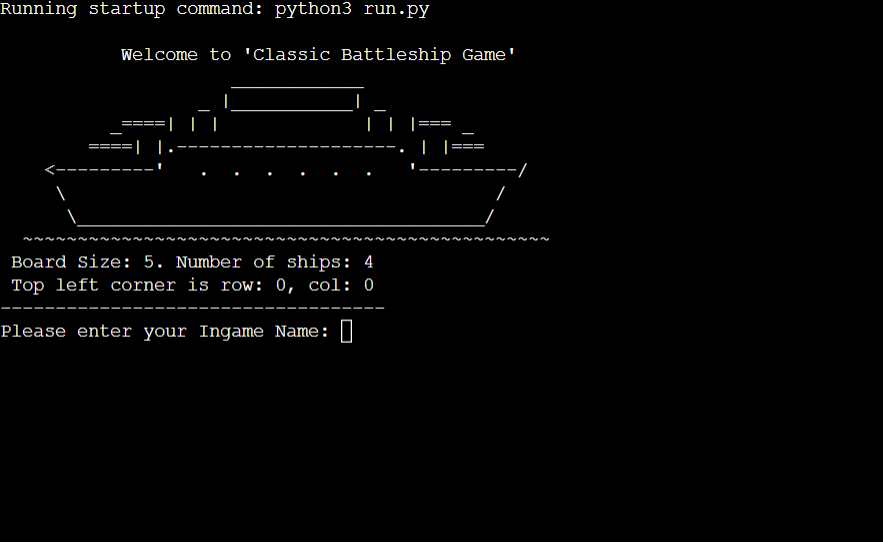 Running startup command: python3 run.py
Welcome to 'Classic Battleship Game'
Board Size: 5. Number of ships: 4
Top left corner is row: 0, col: 0
Please enter your Ingame Name: